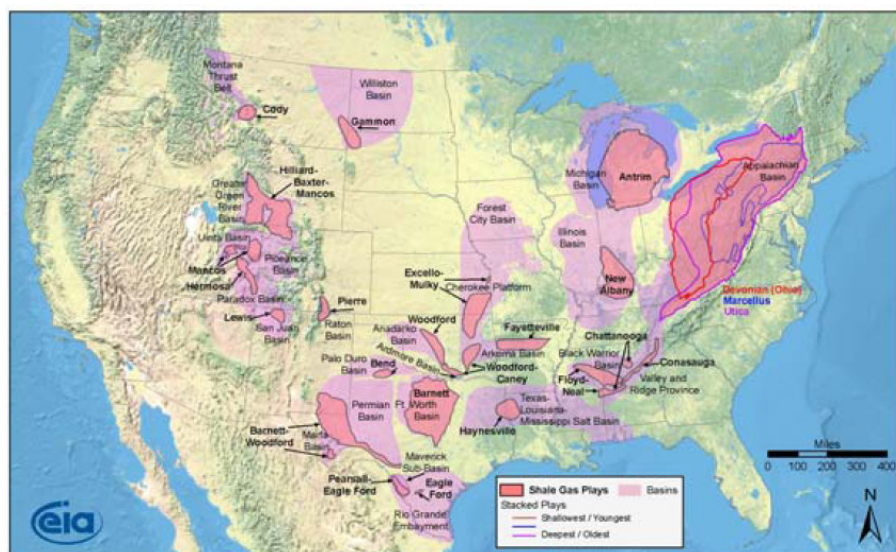 Montana
Thrust
Belt
Cody
Williston
Basin
Gammon
Hilliard-
Baxter-
Mancos
Greater
Green
River
Basin
Uinta Basin
Piceance
Basin
Mancos
Hermosa
Paradox Basin
Lewis
San Juan
Basin
Pierre
Raton
Basin
Forest
City Basin
Excello-
Mulky
Cherokee Platform
Woodford
Anadarko
Basin
Ardmore Basin
Palo Duro
Basin
Bend
Fayetteville
Arkoma Basin
Woodford-
Caney
Michigan
Basin
Antrim
Illinois
Basin
New
Albany
Appalachian
Basin
Devonian (Ohio)
Marcellus
Utica
Chattanooga
Black Warrior
Basin
Conasauga
Floyd-
Neal
Valley and
Ridge Province
Permian
Basin
Ft Worth
Basin
Barnett
Barnett-
Woodford
Marfa
Basin
Texas-
Louisiana-
Mississippi Salt Basin
Haynesville
Maverick
Sub-Basin
Pearsall-
Eagle Ford
Eagle
Ford
Rio Grande
Embayment
Miles
0 100 200 300 400
N
Shale Gas Plays
Basins
Stacked Plays
Shallowest / Youngest
Deepest / Oldest
eia